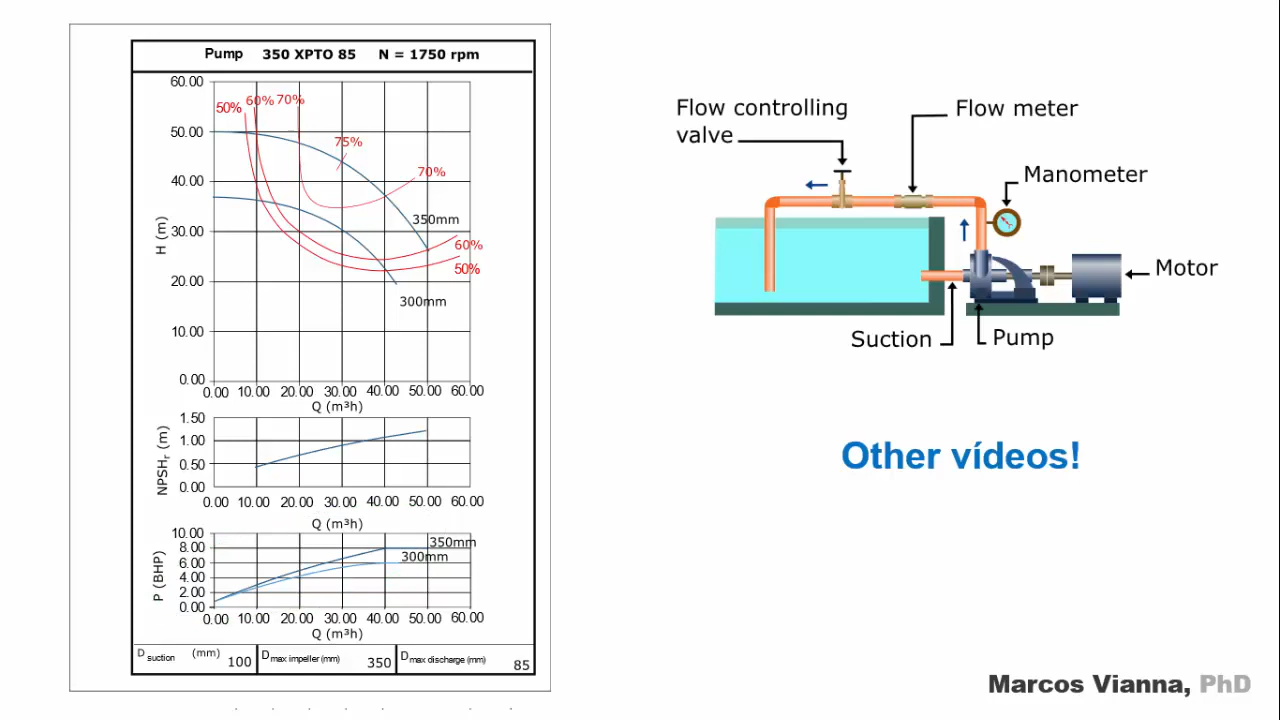 Pump 350 XPTO 85 N = 1750 rpm
60.00
50.00
40.00
30.00
20.00
10.00
0.00
H (m)
50% 60% 70%
75%
70%
350mm
60%
50%
300mm
0.00 10.00 20.00 30.00 40.00 50.00 60.00
Q (m³h)
1.50
1.00
0.50
0.00
NPSHr (m)
0.00 10.00 20.00 30.00 40.00 50.00 60.00
Q (m³h)
10.00
8.00
6.00
4.00
2.00
0.00
P (BHP)
350mm
300mm
0.00 10.00 20.00 30.00 40.00 50.00 60.00
Q (m³h)
D suction (mm) 100
D max impeller (mm) 350
D max discharge (mm) 85
Flow controlling
valve
Flow meter
Manometer
Motor
Suction
Pump
Other vídeos!
Marcos Vianna, PhD